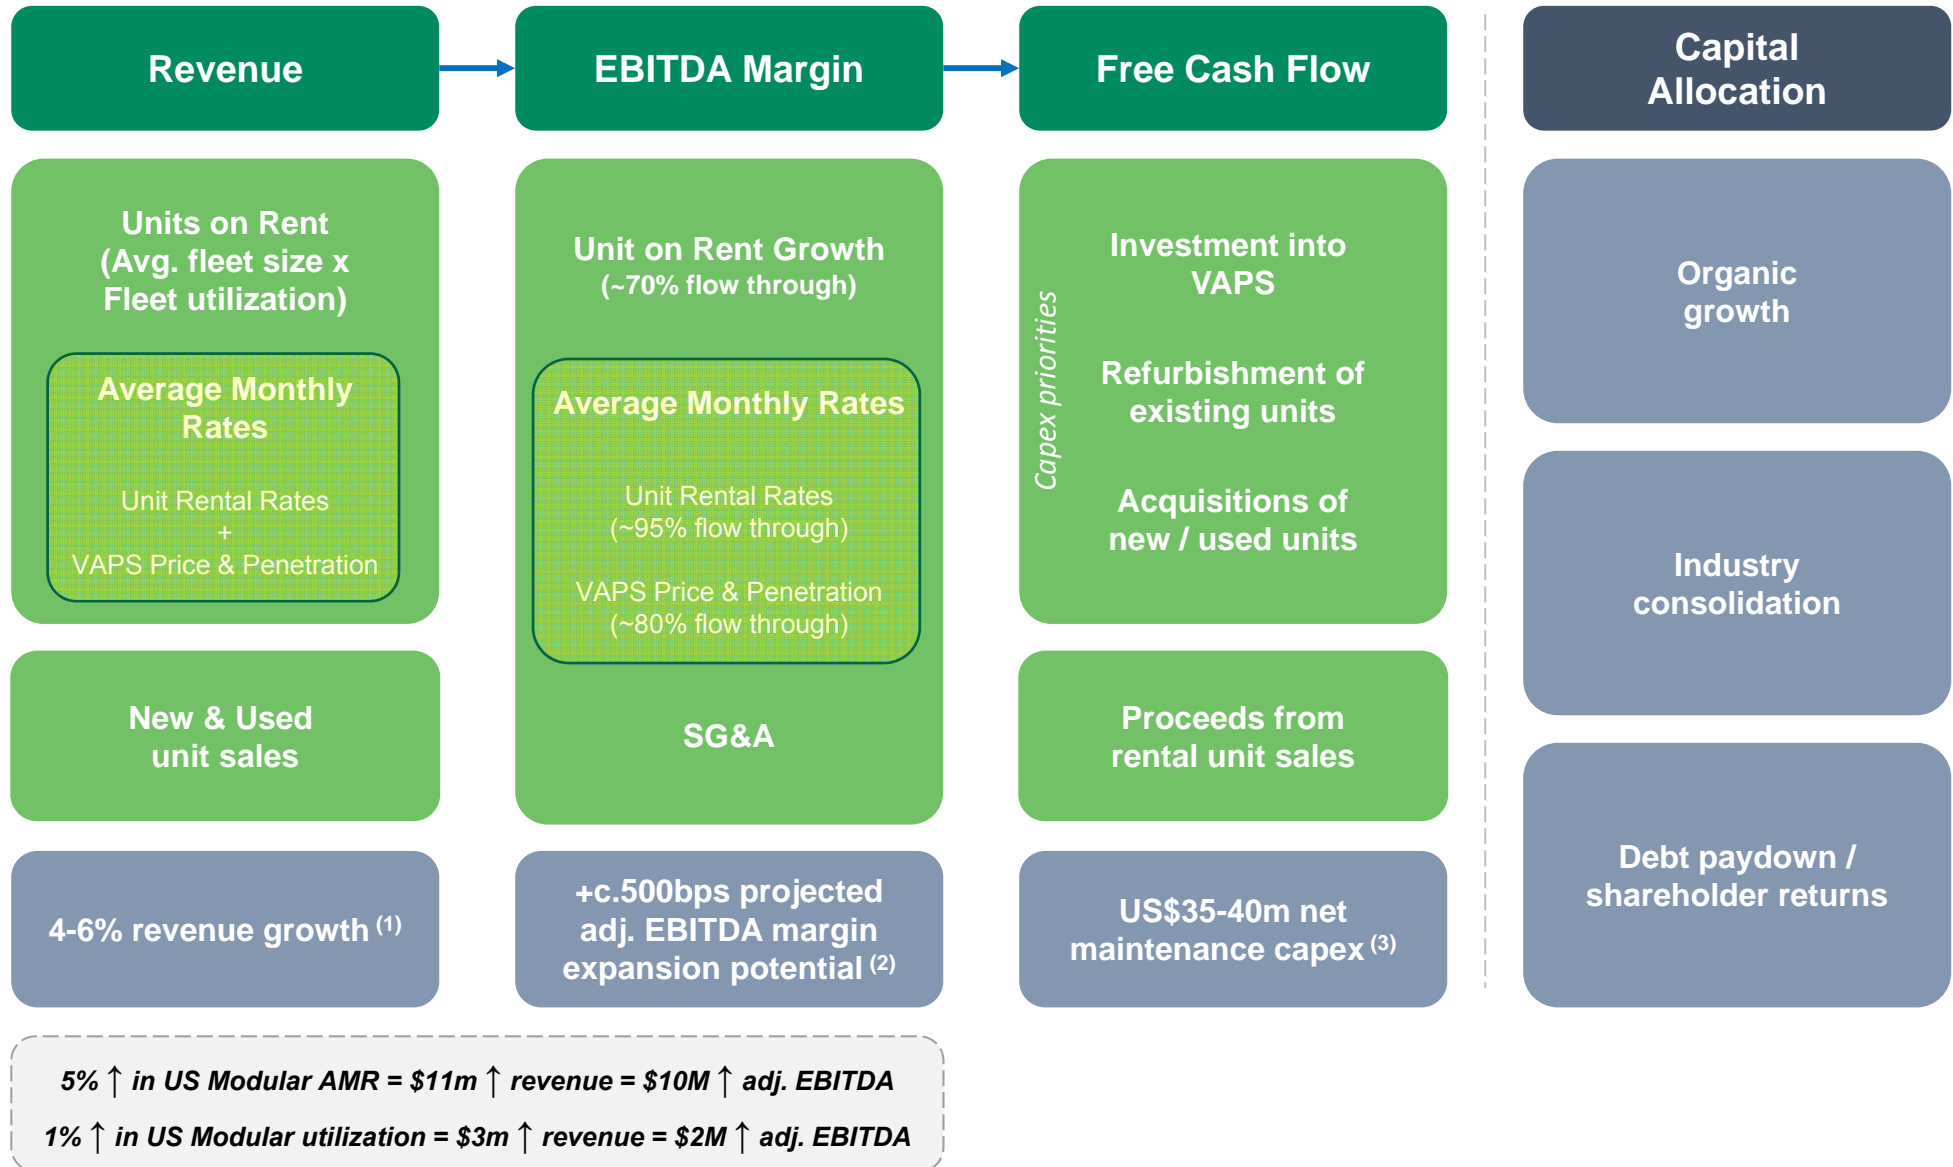 Revenue
Units on Rent
(Avg. fleet size x
Fleet utilization)
Average Monthly
Rates
Unit Rental Rates
+
VAPS Price & Penetration
New & Used
unit sales
4-6% revenue growth (1)
EBITDA Margin
Unit on Rent Growth
(~70% flow through)
Average Monthly Rates
Unit Rental Rates
(~95% flow through)
VAPS Price & Penetration
(~80% flow through)
SG&A
+c.500bps projected
adj. EBITDA margin
expansion potential (2)
Free Cash Flow
Capex priorities
Investment into
VAPS
Refurbishment of
existing units
Acquisitions of
new / used units
Proceeds from
rental unit sales
US$35-40m net
maintenance capex (3)
Capital
Allocation
Organic
growth
Industry
consolidation
Debt paydown /
shareholder returns
5% ↑ in US Modular AMR = $11m ↑ revenue = $10M ↑ adj. EBITDA
1% ↑ in US Modular utilization = $3m ↑ revenue = $2M ↑ adj. EBITDA